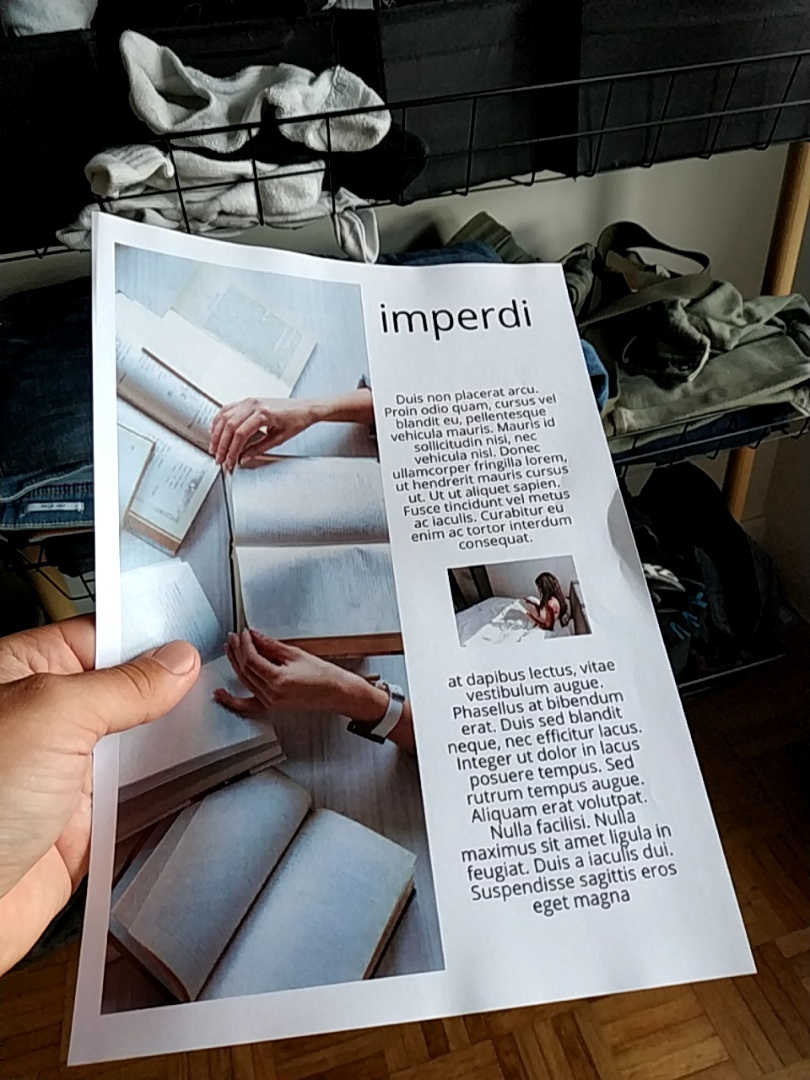 imperdi
Duis non placerat arcu.
Proin odio quam, cursus vel
blandit eu, pellentesque
vehicula mauris. Mauris id
sollicitudin nisi, nec
vehicula nisl. Donec
ullamcorper fringilla lorem,
ut hendrerit mauris cursus
ut. Ut ut aliquet sapien.
Fusce tincidunt vel metus
ac iaculis. Curabitur eu
enim ac tortor interdum
consequat.
at dapibus lectus, vitae
vestibulum augue.
Phasellus at bibendum
erat. Duis sed blandit
neque, nec efficitur lacus.
Integer ut dolor in lacus
posuere tempus. Sed
rutrum tempus augue.
Aliquam erat volutpat.
Nulla facilisi. Nulla
maximus sit amet ligula in
feugiat. Duis a iaculis dui.
Suspendisse sagittis eros
eget magna